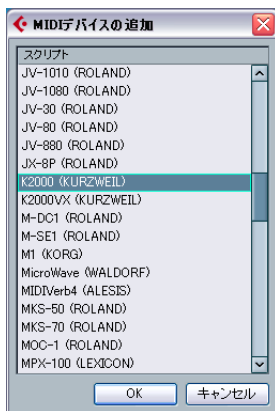 MIDIデバイスの追加
スクリプト
JV-1010 (ROLAND)
JV-1080 (ROLAND)
JV-30 (ROLAND)
JV-80 (ROLAND)
JV-880 (ROLAND)
JX-8P (ROLAND)
K2000 (KURZWEIL)
K2000VX (KURZWEIL)
M-DC1 (ROLAND)
M-SE1 (ROLAND)
M1 (KORG)
MicroWave (WALDORF)
MIDIVerb4 (ALESIS)
MKS-50 (ROLAND)
MKS-70 (ROLAND)
MOC-1 (ROLAND)
MPX-100 (LEXICON)
OK キャンセル